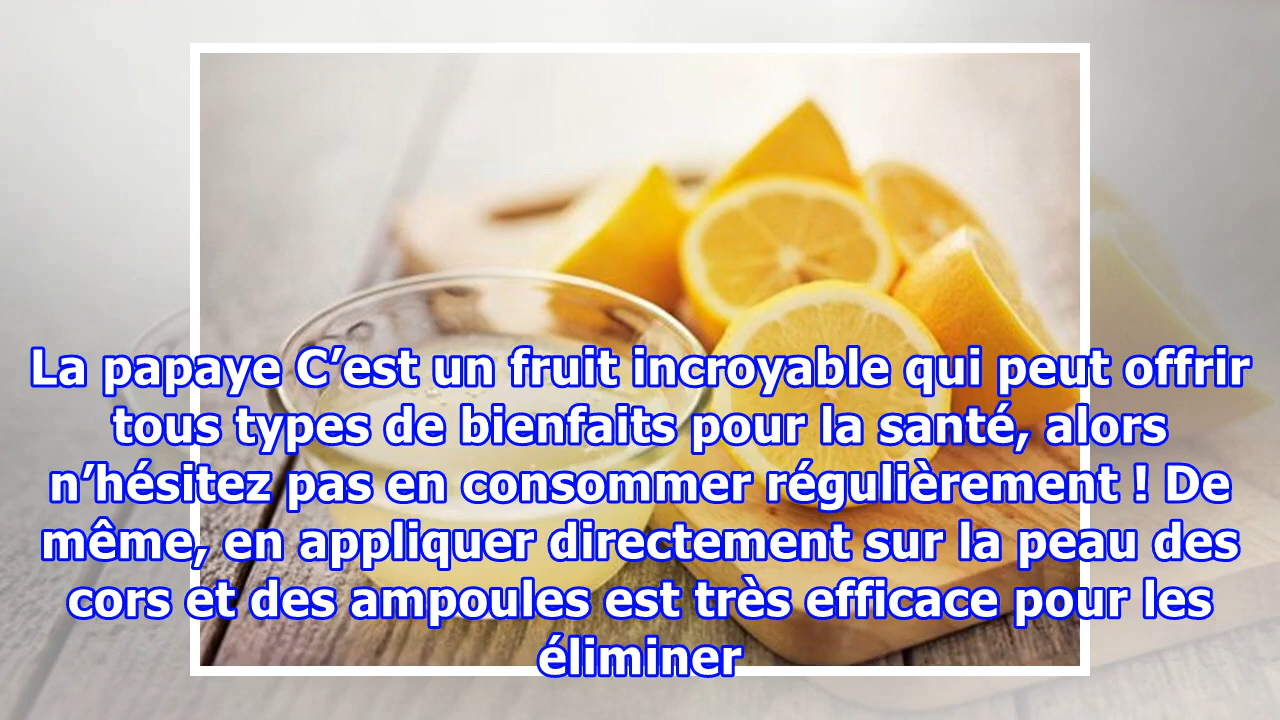 La papaye C’est un fruit incroyable qui peut offrir
tous types de bienfaits pour la santé, alors
n’hésitez pas en consommer régulièrement ! De
même, en appliquer directement sur la peau des
cors et des ampoules est très efficace pour les
éliminer